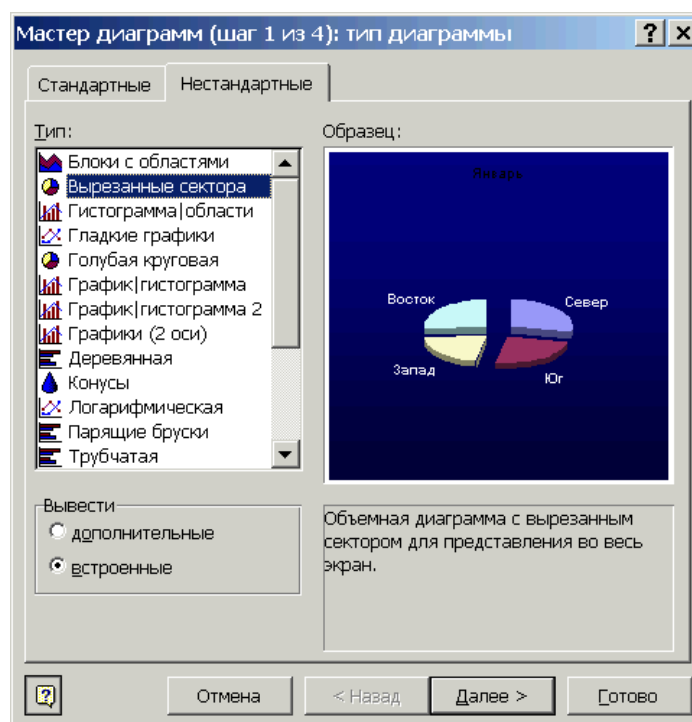 Мастер диаграмм (шаг 1 из 4): тип диаграммы
Стандартные
Нестандартные
Тип:
Образец:
Блоки с областями
Вырезанные сектора
Гистограмма|области
Гладкие графики
Голубая круговая
График|гистограмма
График|гистограмма 2
Графики (2 оси)
Деревянная
Конусы
Логарифмическая
Парящие бруски
Трубчатая
Январь
Восток
Север
Запад
Юг
Вывести
дополнительные
встроенные
Объемная диаграмма с вырезанным
сектором для представления во весь
экран.
Отмена
< Назад
Далее >
Готово